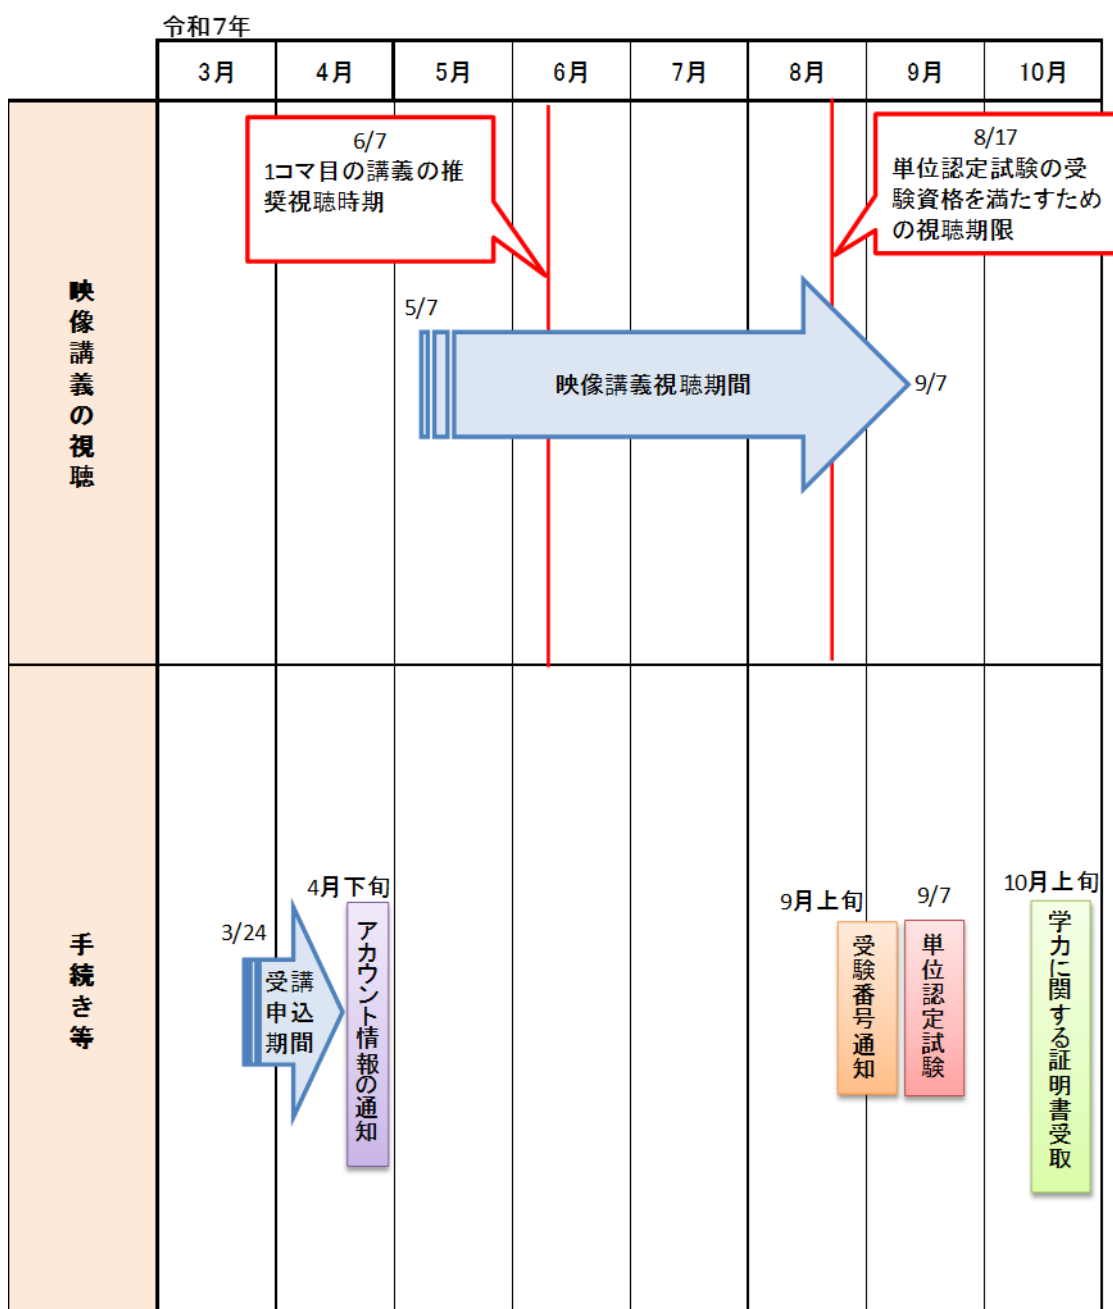 令和7年
3月
4月
5月
6月
7月
8月
9月
10月
映像講義の視聴
6/7
1コマ目の講義の推
奨視聴時期
8/17
単位認定試験の受
験資格を満たすため
の視聴期限
5/7
映像講義視聴期間
9/7
手続き等
3/24
受講
申込
期間
4月下旬
アカウント情報の通知
9月上旬
受験番号通知
9/7
単位認定試験
10月上旬
学力に関する証明書受取